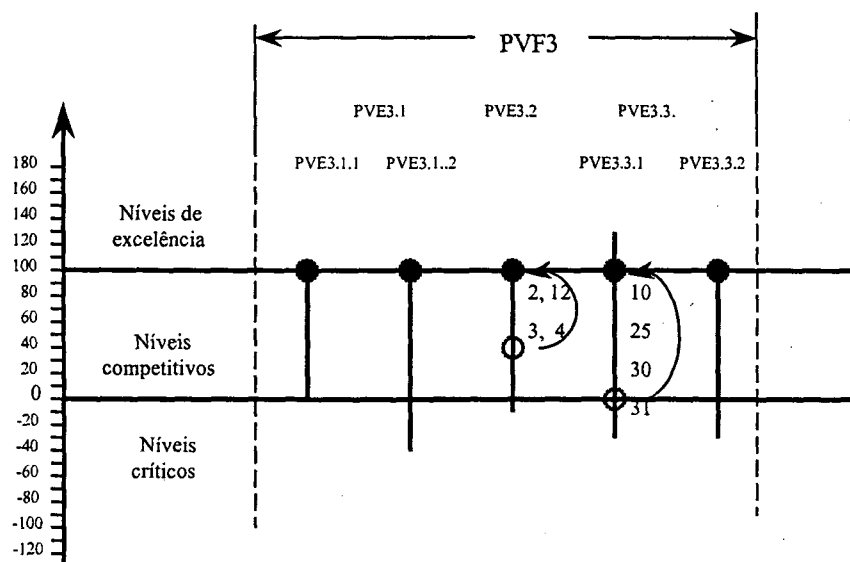 PVF3
PVE3.1 PVE3.2 PVE3.3.
PVE3.1.1 PVE3.1..2 PVE3.3.1 PVE3.3.2
180
160
140
120
100
80
60
40
20
0
-20
-40
-60
-80
-100
-120
Níveis de
excelência
Níveis
competitivos
Níveis
críticos
2, 12
3, 4
10
25
30
31